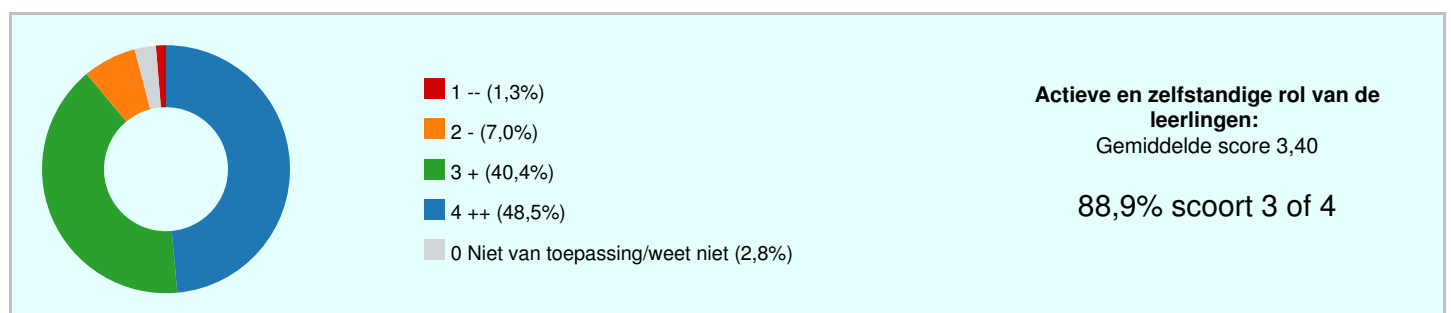 1 -- (1,3%)
2 - (7,0%)
3 + (40,4%)
4 ++ (48,5%)
0 Niet van toepassing/weet niet (2,8%)
Actieve en zelfstandige rol van de
leerlingen:
Gemiddelde score 3,40
88,9% scoort 3 of 4